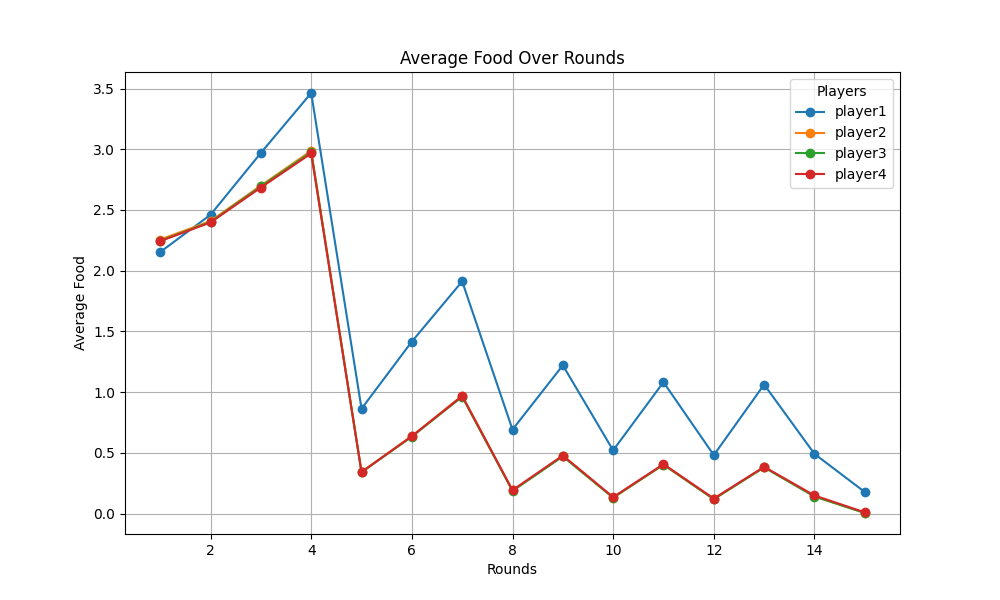 Average Food Over Rounds
Players
player1
player2
player3
player4
Average Food
3.5
3.0
2.5
2.0
1.5
1.0
0.5
0.0
2 4 6 8 10 12 14
Rounds